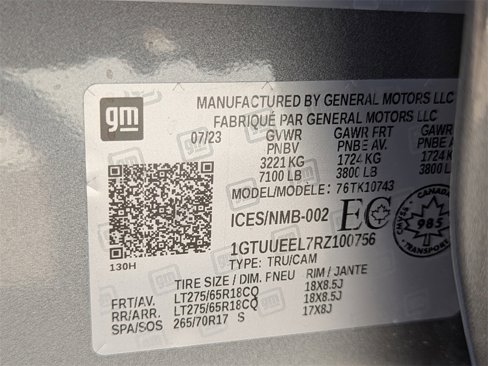 gm
MANUFACTURED BY GENERAL MOTORS LLC
FABRIQUÉ PAR GENERAL MOTORS LLC
07/23 GVWR GAWR FRT GAWR
PNBV PNBE AV. PNBE A
3221 KG 1724 KG 1724 K
7100 LB 3800 LB 3800 L
MODEL/MODÈLE: 76TK10743
ICES/NMB-002 EC
CANADA
CMVSS
985
1GTUUEEL7RZ100756
130H TYPE: TRU/CAM
TIRE SIZE / DIM. PNEU RIM / JANTE
FRT/AV. LT275/65R18CQ 18X8.5J
RR/ARR. LT275/65R18CQ 18X8.5J
SPA/SOS 265/70R17 S 17X8J